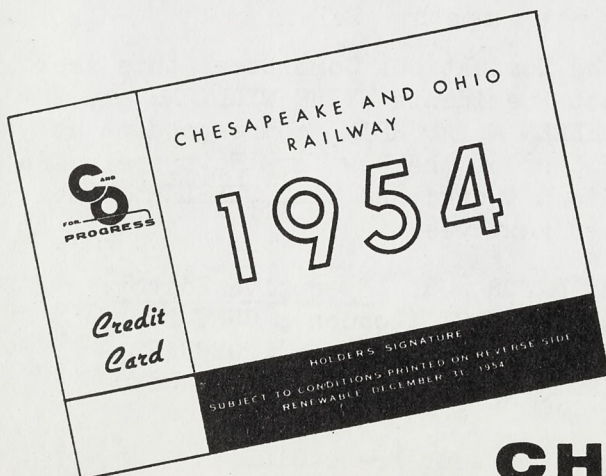 CHESAPEAKE AND OHIO
RAILWAY
1954
C AND O
FOR
PROGRESS
Credit
Card
HOLDERS SIGNATURE
SUBJECT TO CONDITIONS PRINTED ON REVERSE SIDE
RENEWABLE DECEMBER 31, 1954
CH